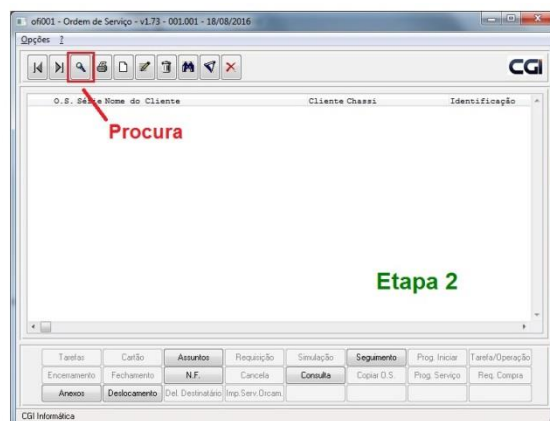 ofi001 - Ordem de Serviço - v1.73 - 001.001 - 18/08/2016
Opções ?
CGI
O.S. Série Nome do Cliente Cliente Chassi Identificação
Procura
Etapa 2
Tarefas Cartão Assuntos Requisição Simulação Seguimento Prog. Iniciar Tarefa/Operação
Encerramento Fechamento N.F. Cancela Consulta Copiar O.S. Prog. Serviço Req. Compra
Anexos Deslocamento Del. Destinatário Imp.Serv.Orcam.
CGI Informática